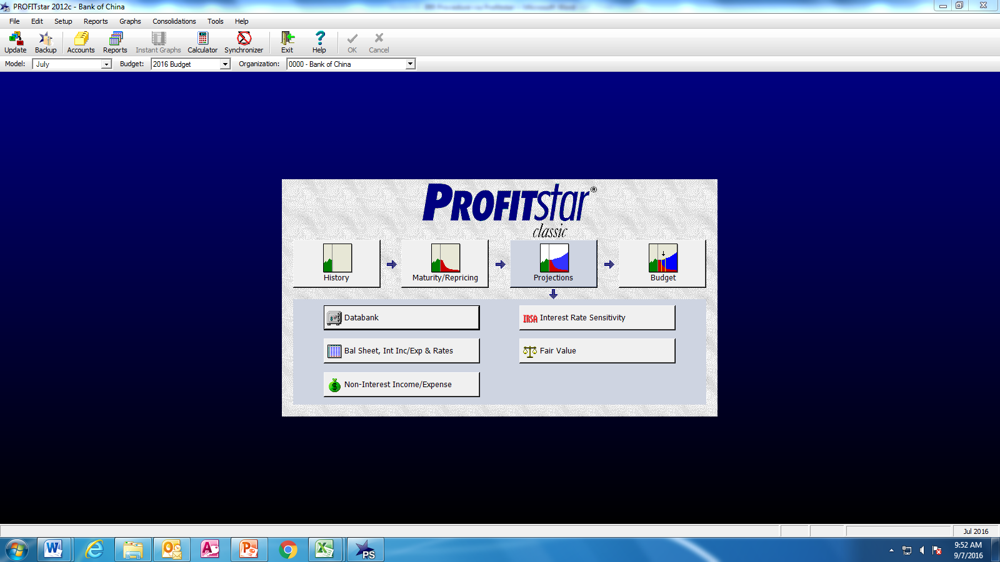 PROFITstar 2012c - Bank of China
File Edit Setup Reports Graphs Consolidations Tools Help
Update Backup Accounts Reports Instant Graphs Calculator Synchronizer Exit Help OK Cancel
Model: July Budget: 2016 Budget Organization: 0000 - Bank of China
PROFITstar®
classic
History Maturity/Repricing Projections Budget
Databank IRSA Interest Rate Sensitivity
Bal Sheet, Int Inc/Exp & Rates Fair Value
$ Non-Interest Income/Expense
Jul 2016
PS
9:52 AM
9/7/2016